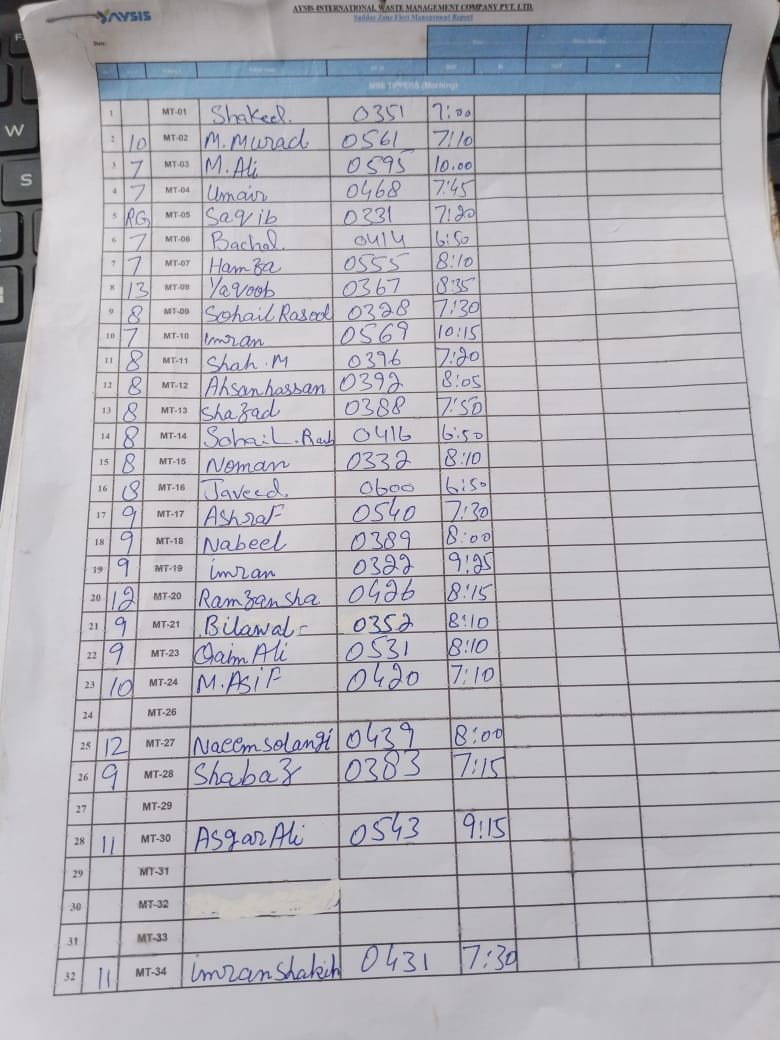 AYSIS
AYSIS INTERNATIONAL WASTE MANAGEMENT COMPANY PVT. LTD.
Saddar Zone Fleet Management Report
Date:
MINI TIPPERS (Morning)
1 MT-01 Shakeel. 0351 7:00
2 10 MT-02 M. Murad 0561 7:10
3 7 MT-03 M. Ali 0595 10.00
4 7 MT-04 Umair 0468 7:45
5 RG MT-05 Saqib 0331 7:20
6 7 MT-06 Bachal. 0414 6:50
7 7 MT-07 Hamza 0555 8:10
8 13 MT-08 Yaqoob 0367 8:35
9 8 MT-09 Sohail Rasool 0328 7:30
10 7 MT-10 imran 0569 10:15
11 8 MT-11 Shah. M 0396 7:20
12 8 MT-12 Ahsanhassan 0392 8:05
13 8 MT-13 Shazad 0388 7:50
14 8 MT-14 Sohail. 0416 6:50
15 8 MT-15 Noman 0332 8:10
16 8 MT-16 Javeed. 0600 6:50
17 9 MT-17 Ashraf 0540 7:30
18 9 MT-18 Nabeel 0389 8:00
19 9 MT-19 imran 0322 9:25
20 12 MT-20 Ramzan sha 0426 8:15
21 9 MT-21 Bilawal - 0352 8:10
22 9 MT-23 Qaim Ali 0531 8:10
23 10 MT-24 M. Asif 0420 7:10
24 MT-26
25 12 MT-27 Naeem solangi 0439 8:00
26 9 MT-28 Shabaz 0383 7:15
27 MT-29
28 11 MT-30 Asgar Ali 0543 9:15
29 MT-31
30 MT-32
31 MT-33
32 11 MT-34 imran Shakih 0431 7:30